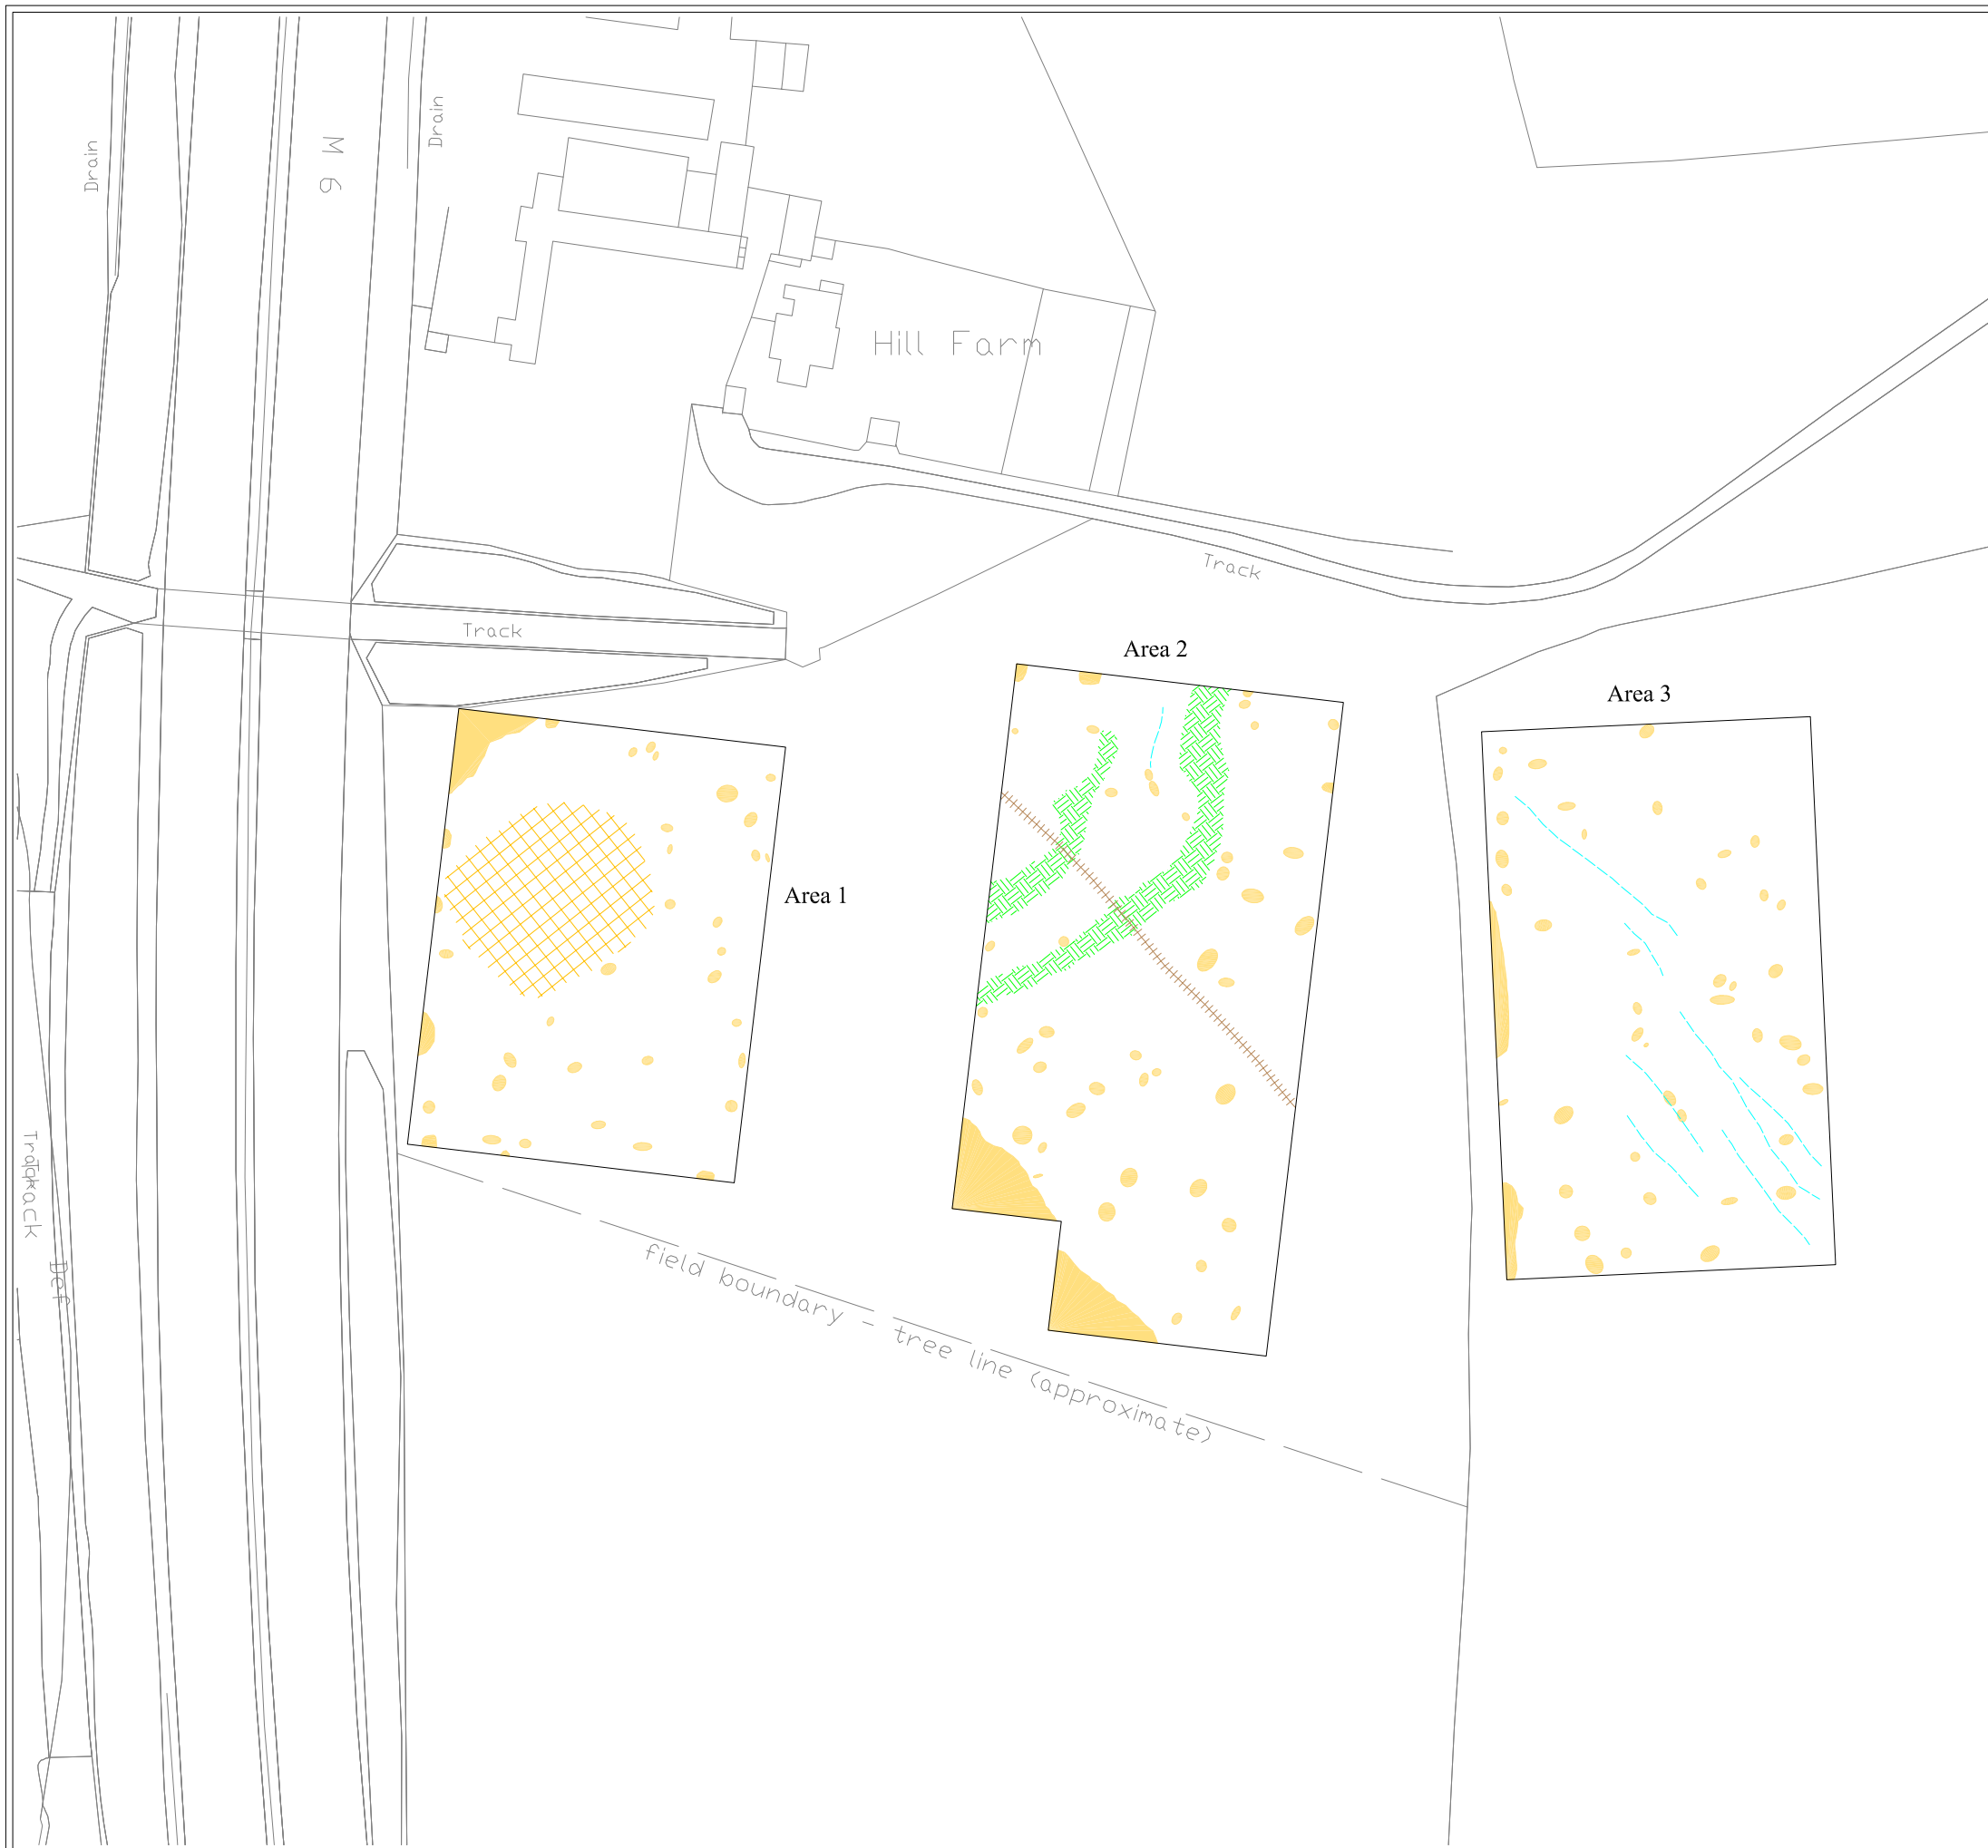 Drain
M 6
Drain
Hill Farm
Track
Track
Area 2
Area 3
Area 1
Track
Track
Def
field boundary - tree line (approximate)